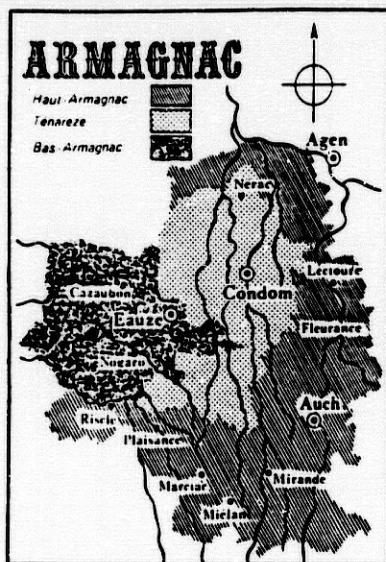 ARMAGNAC
Haut-Armagnac
Tenareze
Bas-Armagnac
Agen
Nerac
Lectoure
Cazaubon
Condom
Eauze
Fleurance
Nogaro
Auch
Riscle
Plaisance
Marciac
Mirande
Mielan